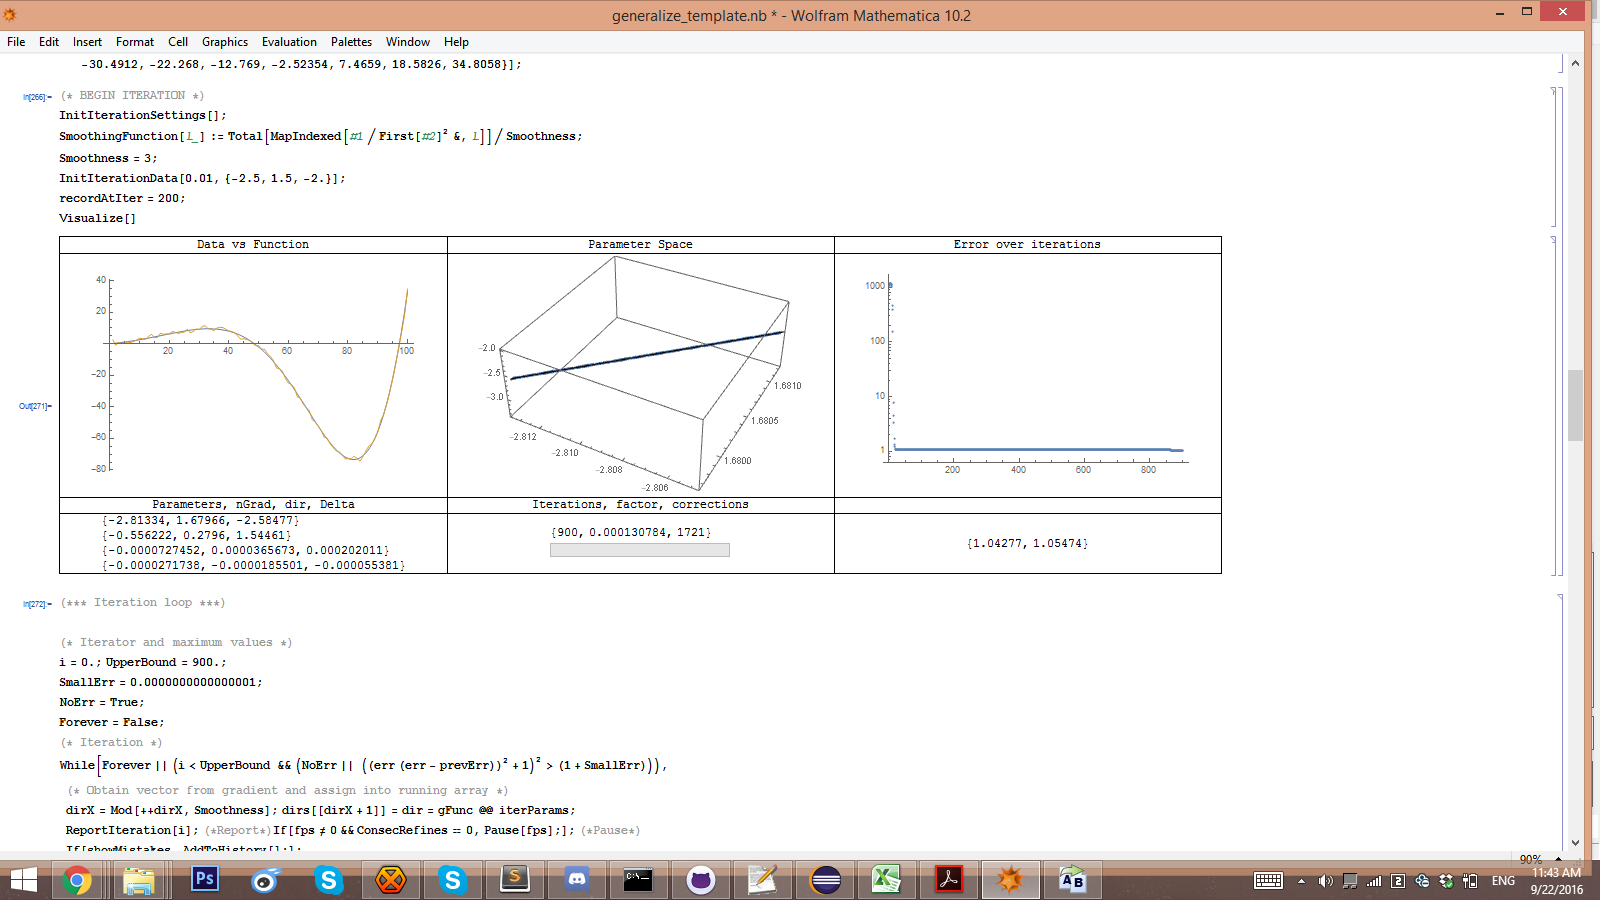 generalize_template.nb * - Wolfram Mathematica 10.2
File Edit Insert Format Cell Graphics Evaluation Palettes Window Help
-30.4912, -22.268, -12.769, -2.52354, 7.4659, 18.5826, 34.8058}];
In[266]:= (* BEGIN ITERATION *)
InitIterationSettings[];
SmoothingFunction[L_] := Total[MapIndexed[#1 / First[#2]² &, L]] / Smoothness;
Smoothness = 3;
InitIterationData[0.01, {-2.5, 1.5, -2.}];
recordAtIter = 200;
Visualize[]
Data vs Function Parameter Space Error over iterations
40
20
-20
-40
-60
-80
20 40 60 80 100
-2.0
-2.5
-3.0
-2.812
-2.810
-2.808
-2.806
1.6810
1.6805
1.6800
1000
100
10
1
200 400 600 800
Out[271]=
Parameters, nGrad, dir, Delta Iterations, factor, corrections
{-2.81334, 1.67966, -2.58477}
{-0.556222, 0.2796, 1.54461}
{-0.0000727452, 0.0000365673, 0.000202011}
{-0.0000271738, -0.0000185501, -0.000055381}
{900, 0.000130784, 1721}
{1.04277, 1.05474}
In[272]:= (*** Iteration loop ***)
(* Iterator and maximum values *)
i = 0.; UpperBound = 900.;
SmallErr = 0.0000000000000001;
NoErr = True;
Forever = False;
(* Iteration *)
While[Forever || (i < UpperBound && (NoErr || ((err (err - prevErr))² + 1)² > (1 + SmallErr))),
(* Obtain vector from gradient and assign into running array *)
dirX = Mod[++dirX, Smoothness]; dirs[[dirX + 1]] = dir = gFunc @@ iterParams;
ReportIteration[i]; (*Report*) If[fps ≠ 0 && ConsecRefines == 0, Pause[fps];]; (*Pause*)
If[showMistakes, AddToHistory[];];
90%
Ps
C:\_
A B
ENG
11:43 AM
9/22/2016